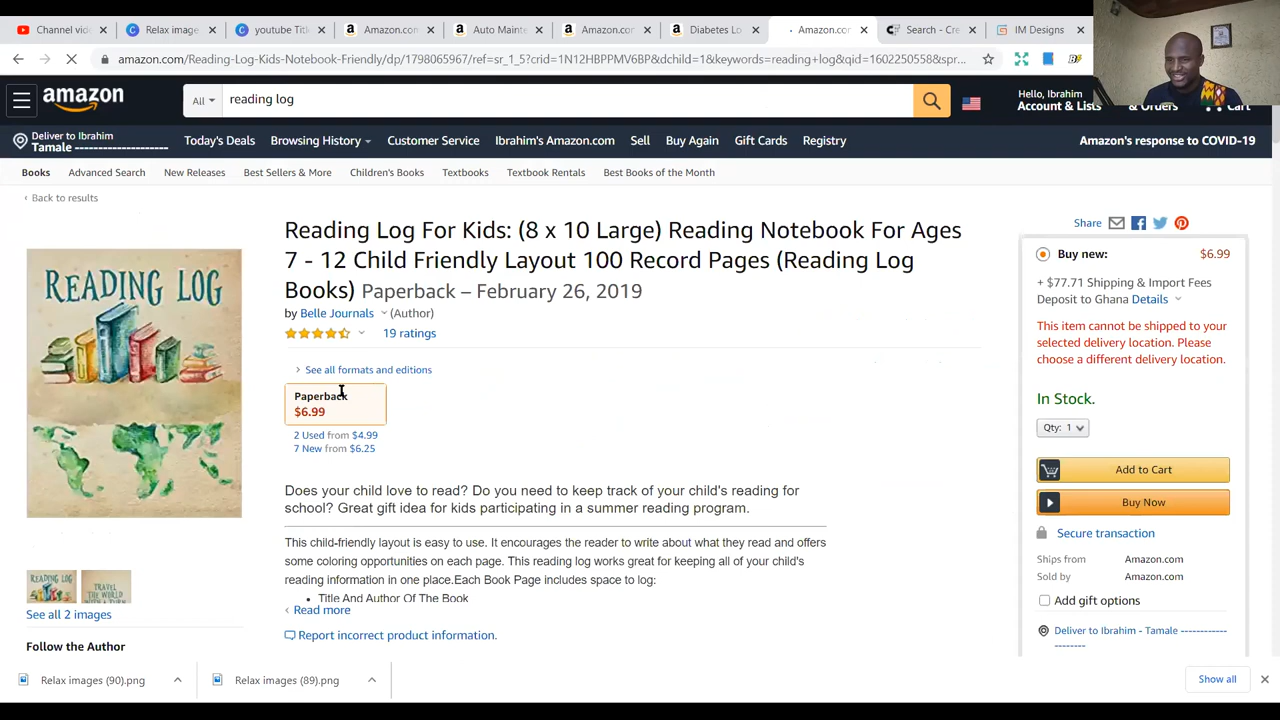 Channel vid
Relax image
youtube Titl
Amazon.com
Auto Mainte
Amazon.com
Diabetes Lo
Amazon.com
Search - Cre
IM Designs
amazon.com/Reading-Log-Kids-Notebook-Friendly/dp/1798065967/ref=sr_1_5?crid=1N12HBPPMV6BP&dchild=1&keywords=reading+log&qid=1602250558&spr...
amazon
All
reading log
Hello, Ibrahim
Account & Lists
& Orders
Cart
Deliver to Ibrahim
Tamale --------------------
Today's Deals
Browsing History
Customer Service
Ibrahim's Amazon.com
Sell
Buy Again
Gift Cards
Registry
Amazon's response to COVID-19
Books
Advanced Search
New Releases
Best Sellers & More
Children's Books
Textbooks
Textbook Rentals
Best Books of the Month
‹ Back to results
READING LOG
READING LOG
TRAVEL
THE WORLD
See all 2 images
Follow the Author
Reading Log For Kids: (8 x 10 Large) Reading Notebook For Ages
7 - 12 Child Friendly Layout 100 Record Pages (Reading Log
Books) Paperback – February 26, 2019
by Belle Journals (Author)
19 ratings
See all formats and editions
Paperback
$6.99
2 Used from $4.99
7 New from $6.25
Does your child love to read? Do you need to keep track of your child's reading for
school? Great gift idea for kids participating in a summer reading program.
This child-friendly layout is easy to use. It encourages the reader to write about what they read and offers
some coloring opportunities on each page. This reading log works great for keeping all of your child's
reading information in one place.Each Book Page includes space to log:
• Title And Author Of The Book
Read more
Report incorrect product information.
Share
Buy new: $6.99
+ $77.71 Shipping & Import Fees
Deposit to Ghana Details
This item cannot be shipped to your
selected delivery location. Please
choose a different delivery location.
In Stock.
Qty: 1
Add to Cart
Buy Now
Secure transaction
Ships from Amazon.com
Sold by Amazon.com
Add gift options
Deliver to Ibrahim - Tamale ------------
-------
Relax images (90).png
Relax images (89).png
Show all